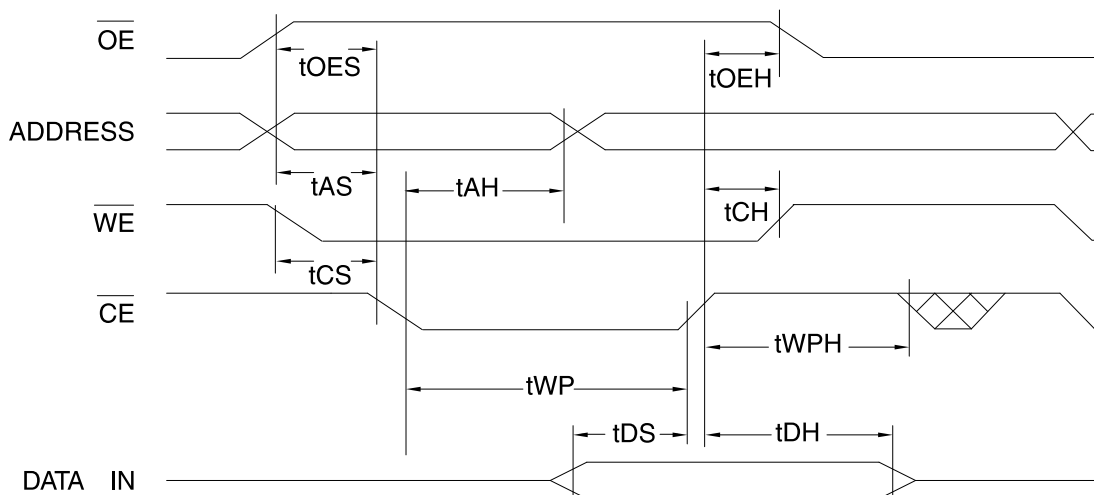 OE
tOES
tOEH
ADDRESS
tAS
tAH
WE
tCH
tCS
CE
tWPH
tWP
tDS
tDH
DATA IN